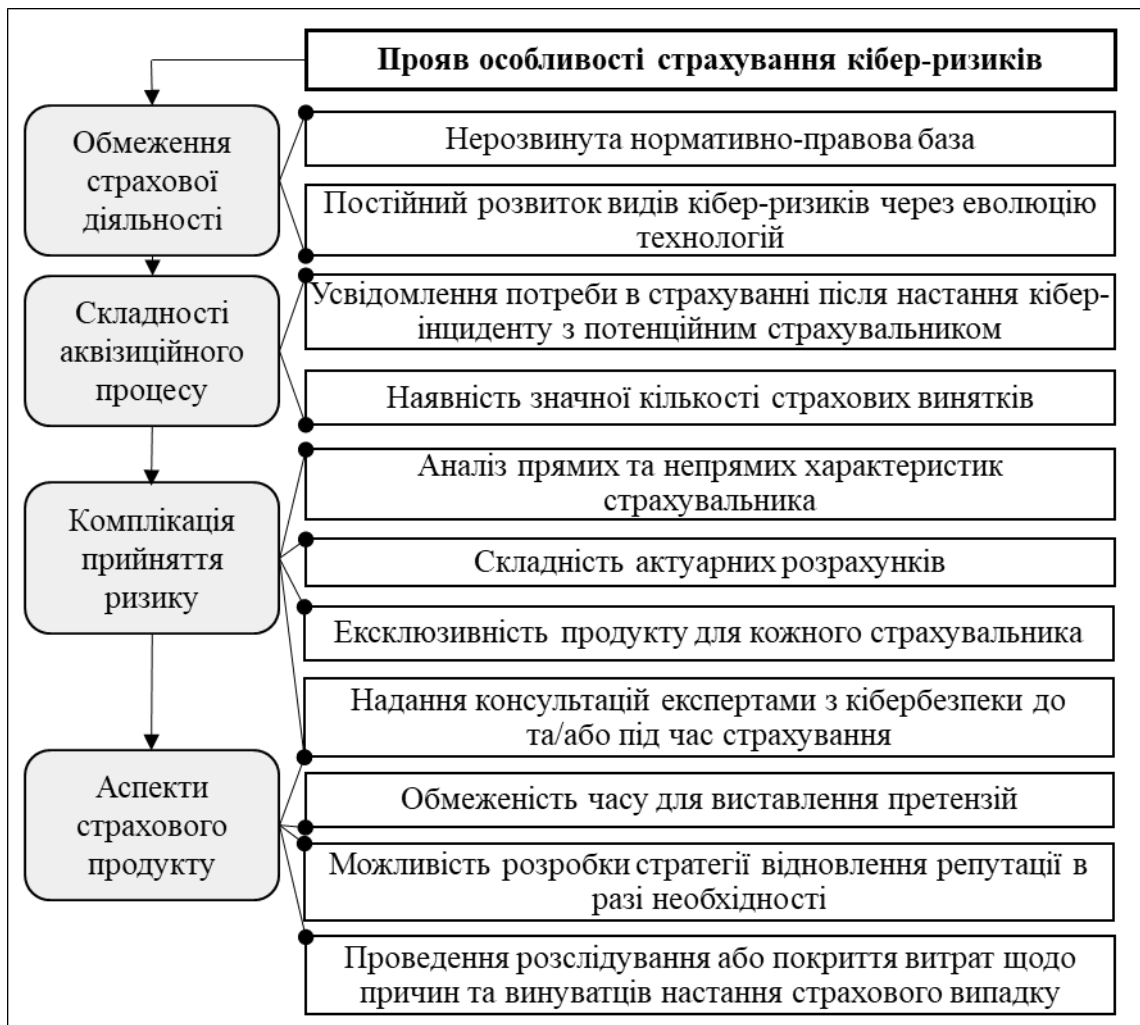 Прояв особливості страхування кібер-ризиків
Обмеження
страхової
діяльності
Нерозвинута нормативно-правова база
Постійний розвиток видів кібер-ризиків через еволюцію
технологій
Складності
аквізиційного
процесу
Усвідомлення потреби в страхуванні після настання кібер-
інциденту з потенційним страхувальником
Наявність значної кількості страхових винятків
Комплікація
прийняття
ризику
Аналіз прямих та непрямих характеристик
страхувальника
Складність актуарних розрахунків
Ексклюзивність продукту для кожного страхувальника
Надання консультацій експертами з кібербезпеки до
та/або під час страхування
Аспекти
страхового
продукту
Обмеженість часу для виставлення претензій
Можливість розробки стратегії відновлення репутації в
разі необхідності
Проведення розслідування або покриття витрат щодо
причин та винуватців настання страхового випадку